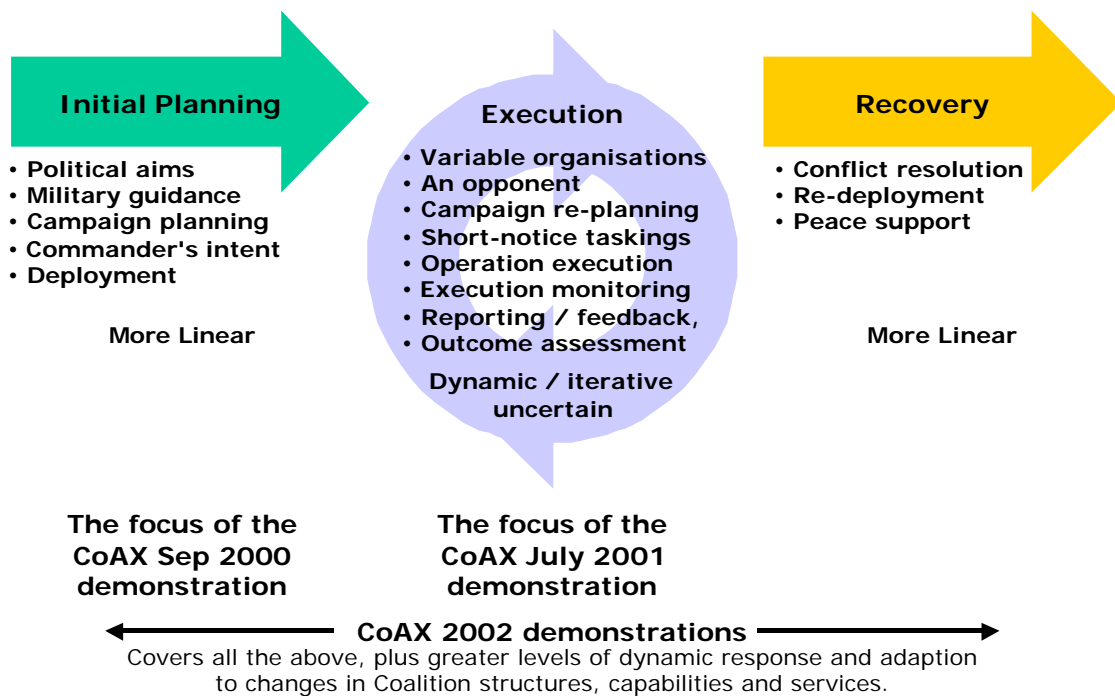 Initial Planning
• Political aims
• Military guidance
• Campaign planning
• Commander's intent
• Deployment
More Linear
Execution
• Variable organisations
• An opponent
• Campaign re-planning
• Short-notice taskings
• Operation execution
• Execution monitoring
• Reporting / feedback,
• Outcome assessment
Dynamic / iterative
uncertain
Recovery
• Conflict resolution
• Re-deployment
• Peace support
More Linear
The focus of the
CoAX Sep 2000
demonstration
The focus of the
CoAX July 2001
demonstration
CoAX 2002 demonstrations
Covers all the above, plus greater levels of dynamic response and adaption
to changes in Coalition structures, capabilities and services.